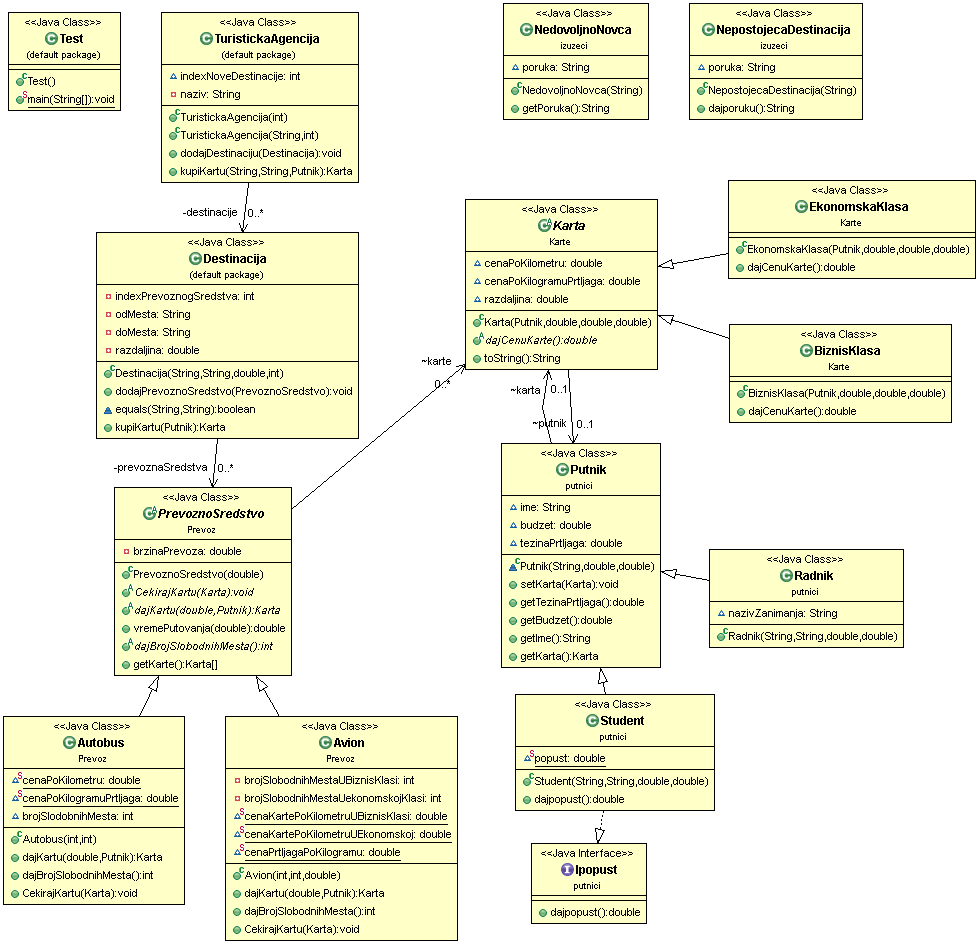 <<Java Class>>
Test
(default package)
Test()
main(String[]):void
<<Java Class>>
TuristickaAgencija
(default package)
indexNoveDestinacije: int
naziv: String
TuristickaAgencija(int)
TuristickaAgencija(String,int)
dodajDestinaciju(Destinacija):void
kupiKartu(String,String,Putnik):Karta
<<Java Class>>
NedovoljnoNovca
izuzeci
poruka: String
NedovoljnoNovca(String)
getPoruka():String
<<Java Class>>
NepostojecaDestinacija
izuzeci
poruka: String
NepostojecaDestinacija(String)
dajporuku():String
-destinacije 0..*
<<Java Class>>
Destinacija
(default package)
indexPrevoznogSredstva: int
odMesta: String
doMesta: String
razdaljina: double
Destinacija(String,String,double,int)
dodajPrevoznoSredstvo(PrevoznoSredstvo):void
equals(String,String):boolean
kupiKartu(Putnik):Karta
<<Java Class>>
Karta
Karte
cenaPoKilometru: double
cenaPoKilogramuPrtljaga: double
razdaljina: double
Karta(Putnik,double,double,double)
dajCenuKarte():double
toString():String
<<Java Class>>
EkonomskaKlasa
Karte
EkonomskaKlasa(Putnik,double,double,double)
dajCenuKarte():double
<<Java Class>>
BiznisKlasa
Karte
BiznisKlasa(Putnik,double,double,double)
dajCenuKarte():double
~karte
0..*
~karta 0..1
~putnik 0..1
-prevoznaSredstva 0..*
<<Java Class>>
PrevoznoSredstvo
Prevoz
brzinaPrevoza: double
PrevoznoSredstvo(double)
CekirajKartu(Karta):void
dajKartu(double,Putnik):Karta
vremePutovanja(double):double
dajBrojSlobodnihMesta():int
getKarte():Karta[]
<<Java Class>>
Putnik
putnici
ime: String
budzet: double
tezinaPrtljaga: double
Putnik(String,double,double)
setKarta(Karta):void
getTezinaPrtljaga():double
getBudzet():double
getIme():String
getKarta():Karta
<<Java Class>>
Radnik
putnici
nazivZanimanja: String
Radnik(String,String,double,double)
<<Java Class>>
Autobus
Prevoz
cenaPoKilometru: double
cenaPoKilogramuPrtljaga: double
brojSlodobnihMesta: int
Autobus(int,int)
dajKartu(double,Putnik):Karta
dajBrojSlobodnihMesta():int
CekirajKartu(Karta):void
<<Java Class>>
Avion
Prevoz
brojSlobodnihMestaUBiznisKlasi: int
brojSlobodnihMestaUekonomskojKlasi: int
cenaKartePoKilometruUBiznisKlasi: double
cenaKartePoKilometruUEkonomskoj: double
cenaPrtljagaPoKilogramu: double
Avion(int,int,double)
dajKartu(double,Putnik):Karta
dajBrojSlobodnihMesta():int
CekirajKartu(Karta):void
<<Java Class>>
Student
putnici
popust: double
Student(String,String,double,double)
dajpopust():double
<<Java Interface>>
Ipopust
putnici
dajpopust():double